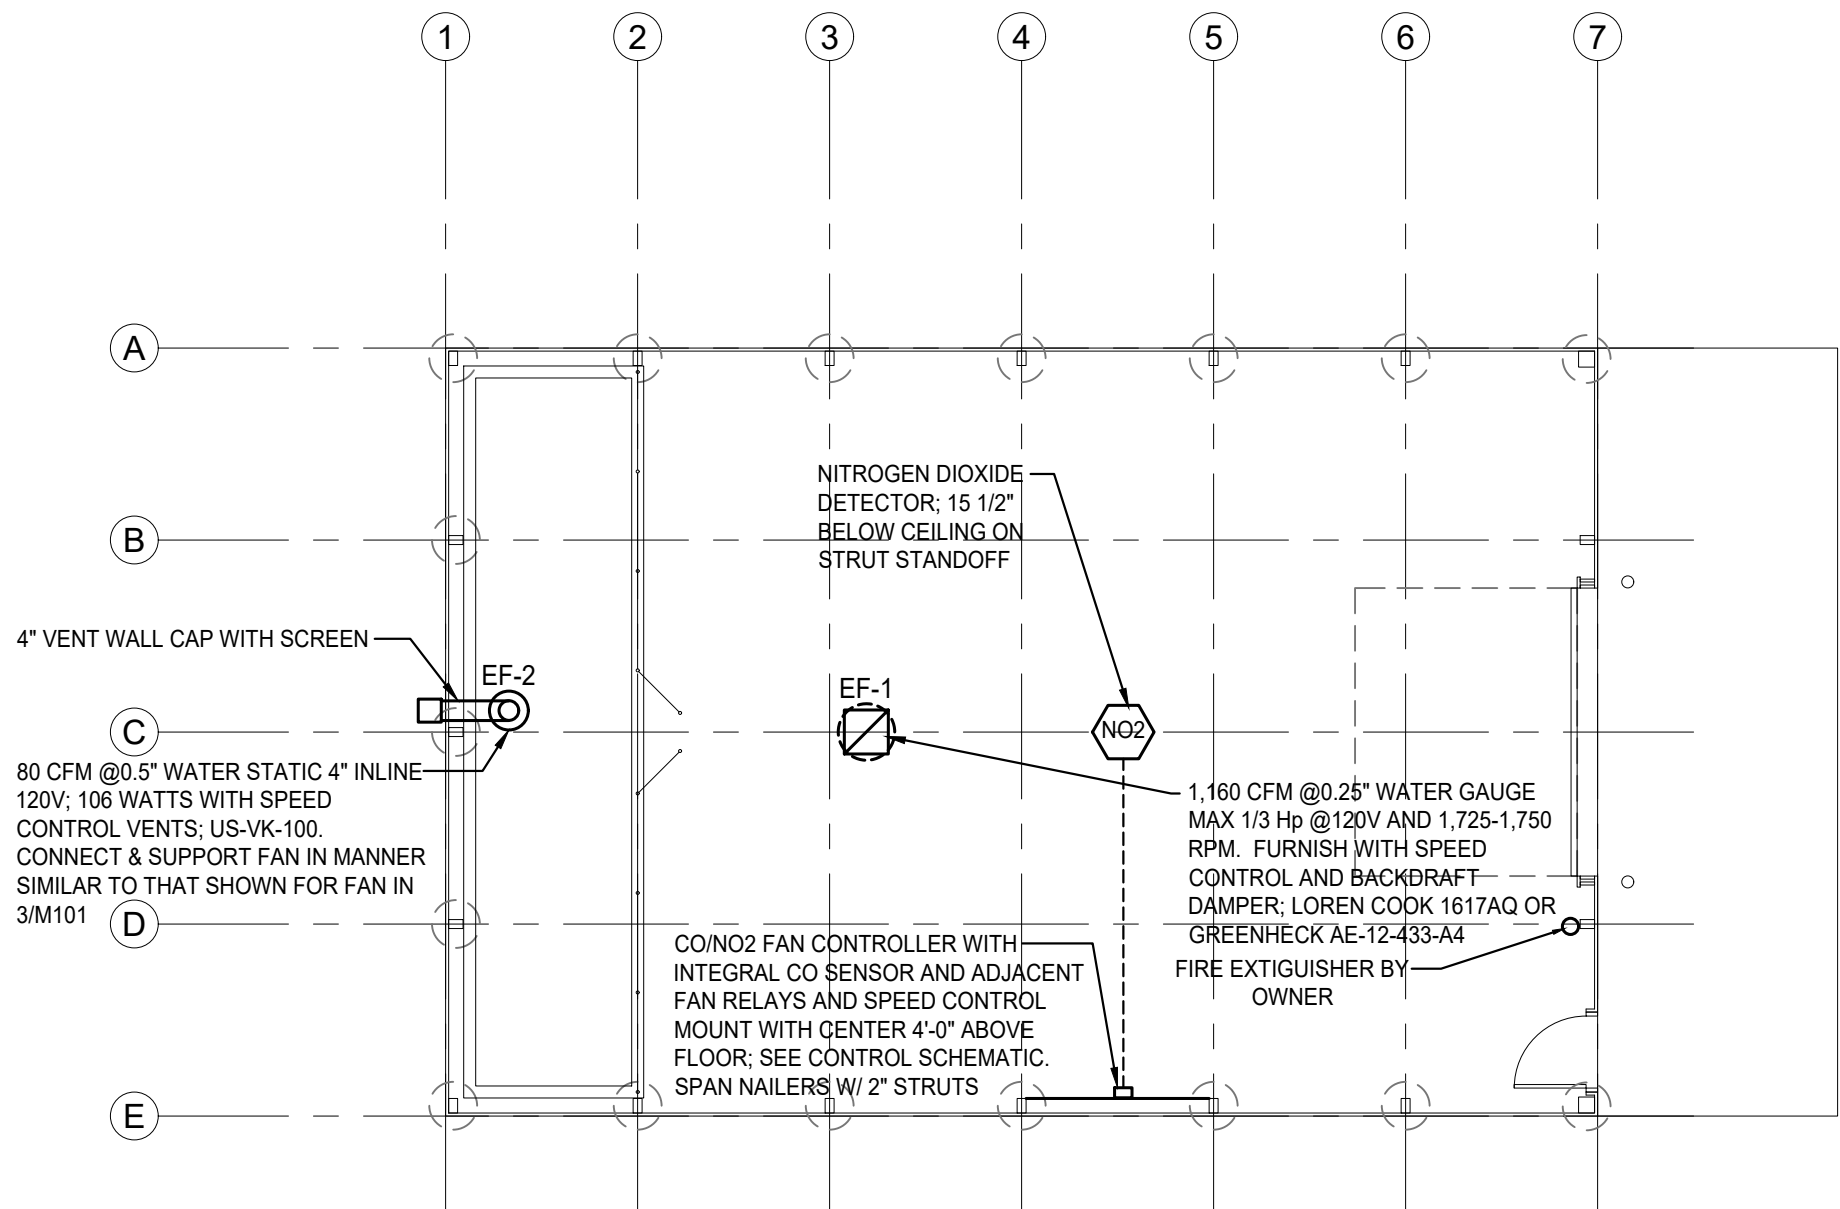 1
2
3
4
5
6
7
A
B
C
D
E
NITROGEN DIOXIDE
DETECTOR; 15 1/2"
BELOW CEILING ON
STRUT STANDOFF
4" VENT WALL CAP WITH SCREEN
EF-2
EF-1
NO2
80 CFM @0.5" WATER STATIC 4" INLINE
120V; 106 WATTS WITH SPEED
CONTROL VENTS; US-VK-100.
CONNECT & SUPPORT FAN IN MANNER
SIMILAR TO THAT SHOWN FOR FAN IN
3/M101
1,160 CFM @0.25" WATER GAUGE
MAX 1/3 Hp @120V AND 1,725-1,750
RPM. FURNISH WITH SPEED
CONTROL AND BACKDRAFT
DAMPER; LOREN COOK 1617AQ OR
GREENHECK AE-12-433-A4
FIRE EXTIGUISHER BY
OWNER
CO/NO2 FAN CONTROLLER WITH
INTEGRAL CO SENSOR AND ADJACENT
FAN RELAYS AND SPEED CONTROL
MOUNT WITH CENTER 4'-0" ABOVE
FLOOR; SEE CONTROL SCHEMATIC.
SPAN NAILERS W/ 2" STRUTS